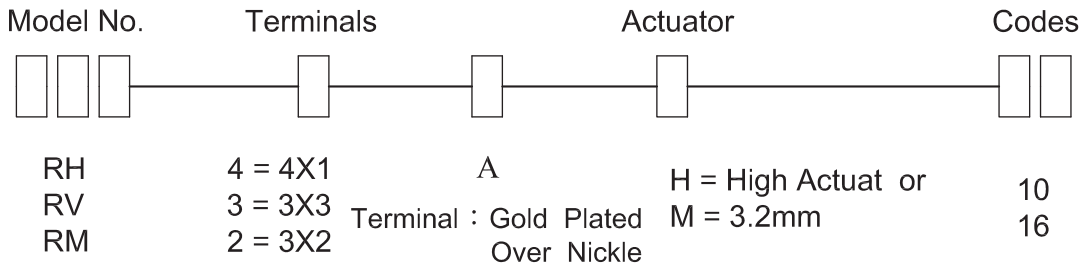 Model No. Terminals Actuator Codes
RH 4 = 4X1 A H = High Actuat or 10
RV 3 = 3X3 Terminal : Gold Plated M = 3.2mm 16
RM 2 = 3X2 Over Nickle